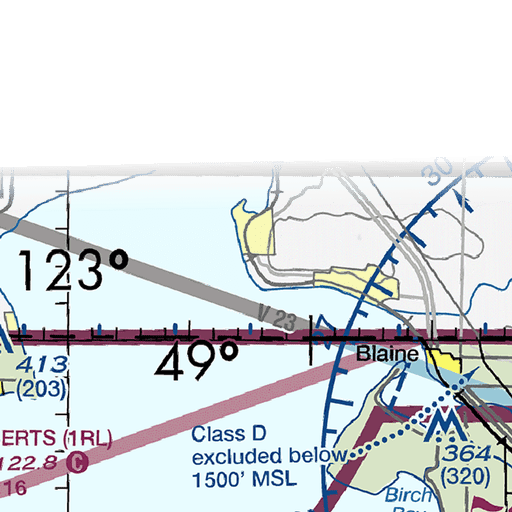 30
123°
V 23
49°
Blaine
413
(203)
ERTS (1RL)
122.8 C
16
Class D
excluded below
1500' MSL
364
(320)
Birch
Bay